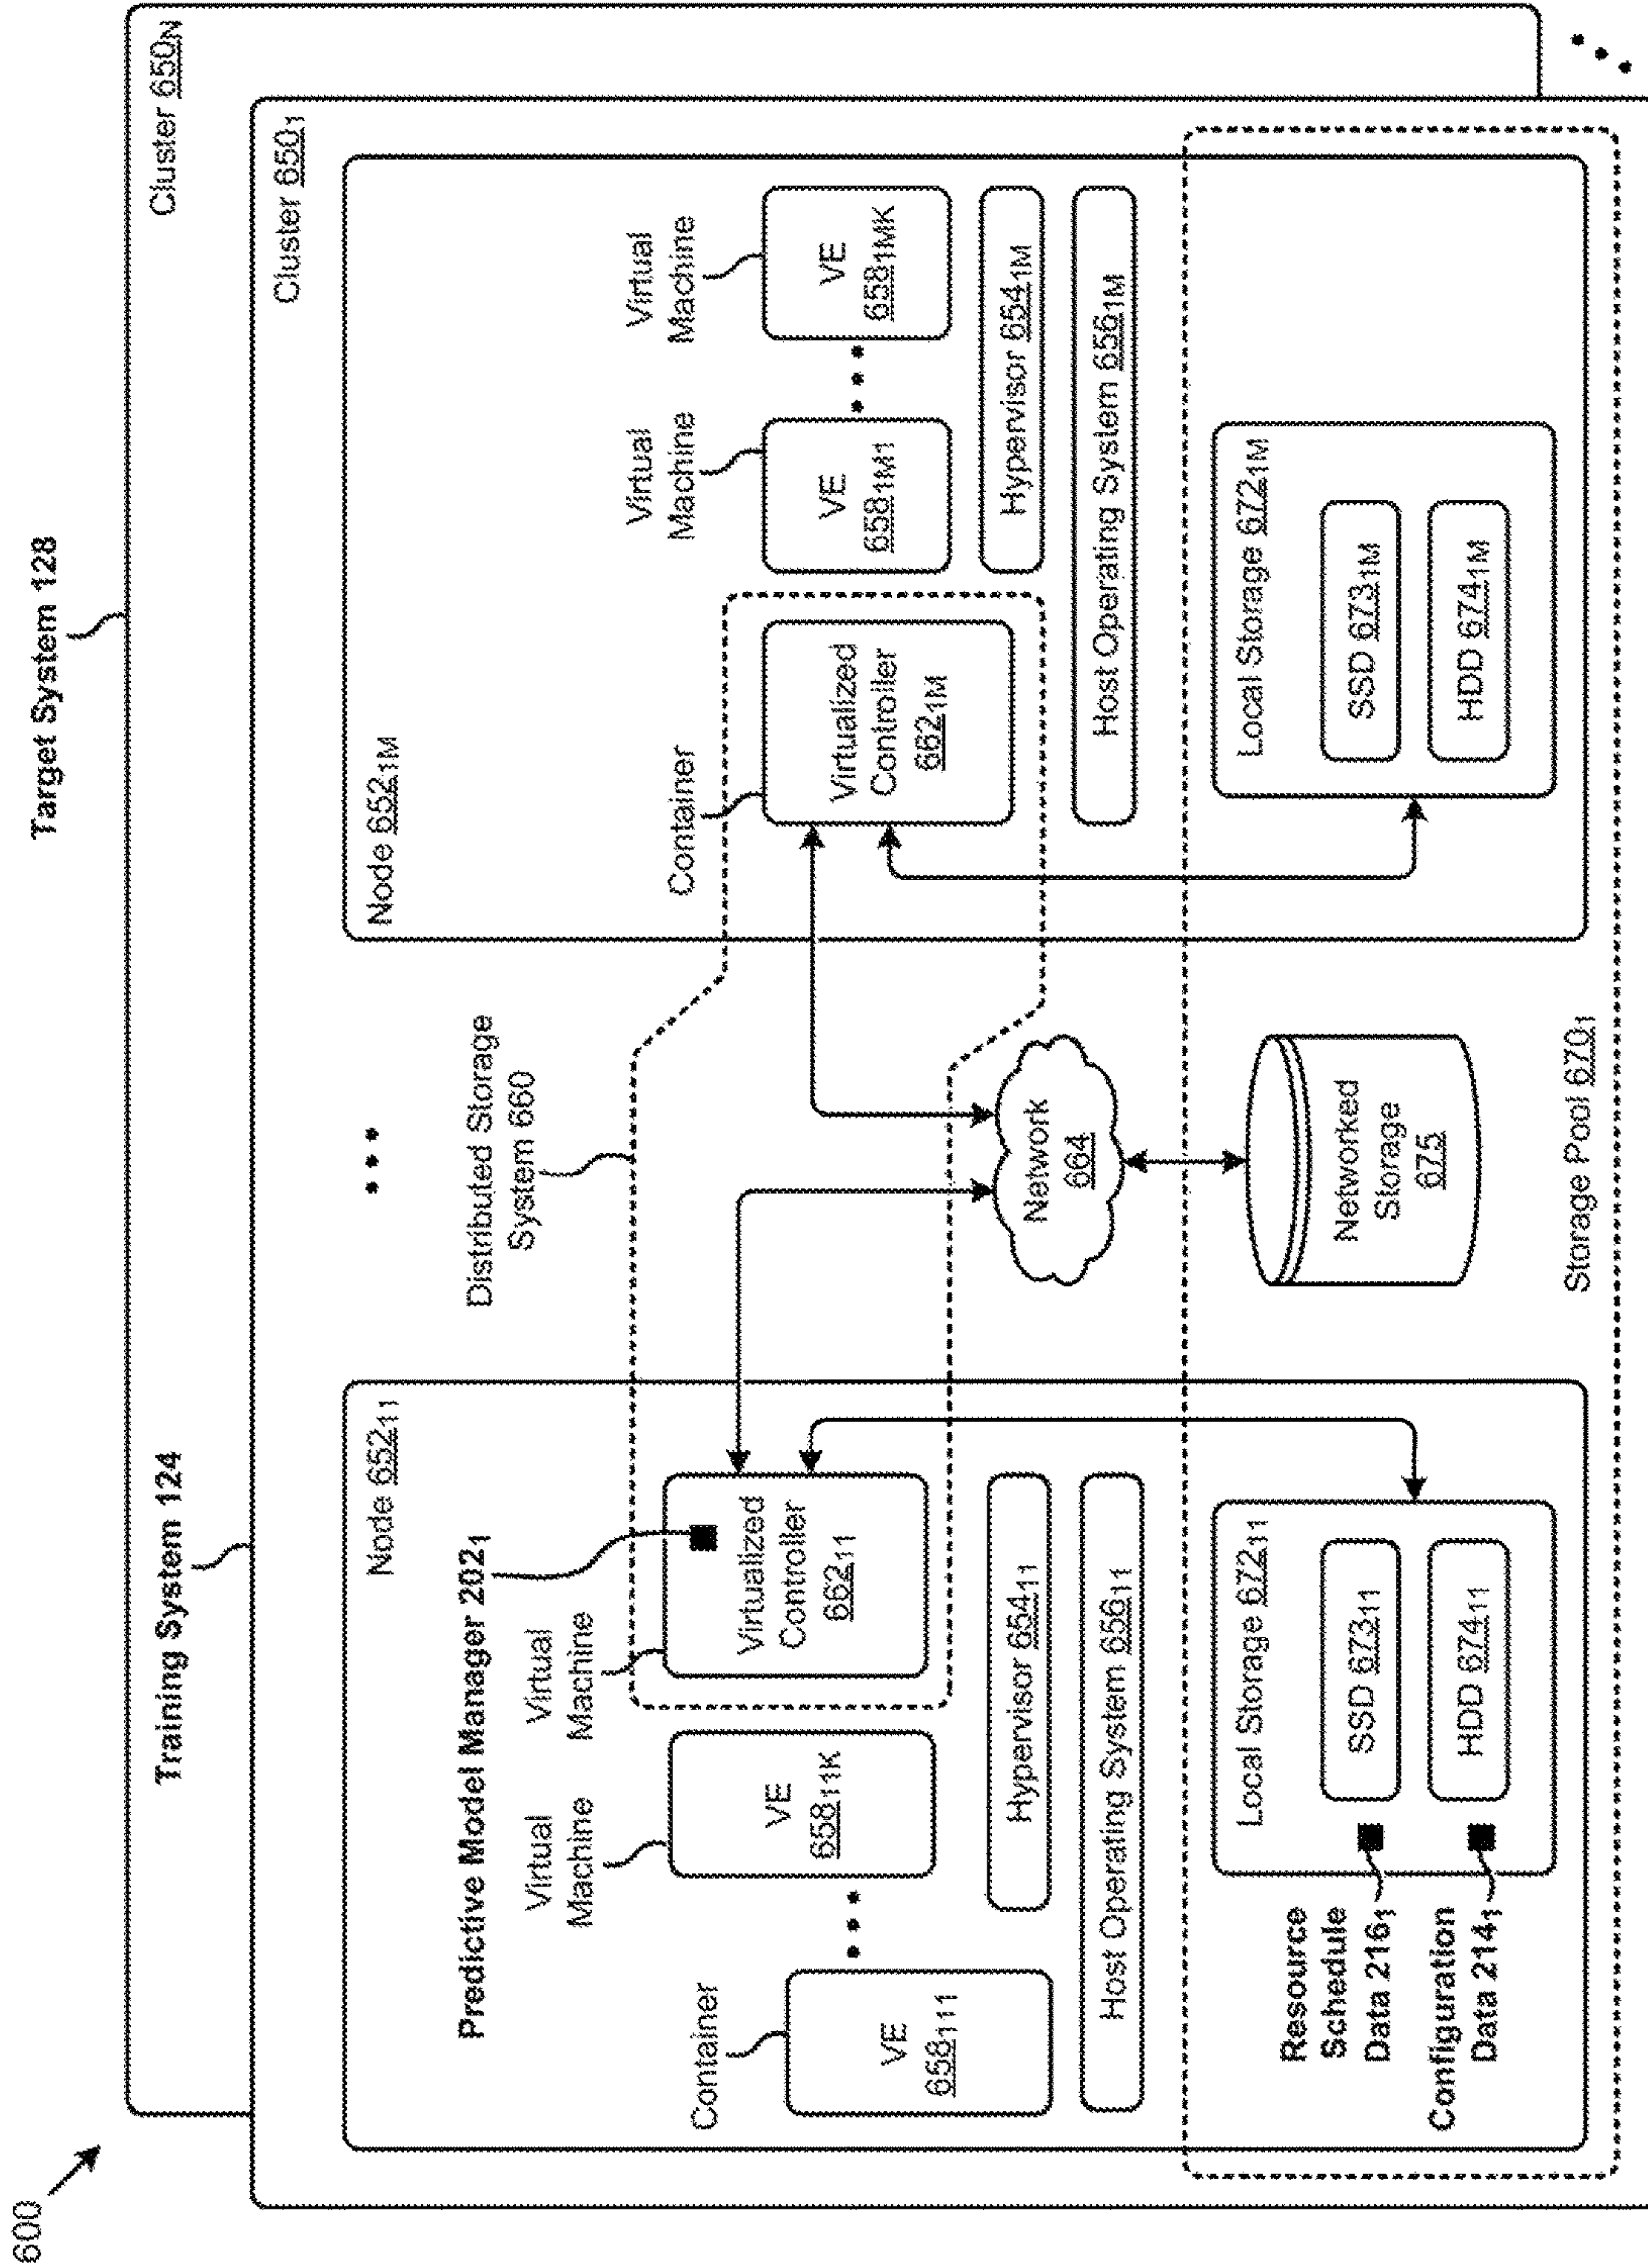 600
Training System 124
Target System 128
Cluster 650N
Cluster 6501
Node 65211
Predictive Model Manager 2021
Container
Virtual
Machine
Virtual
Machine
VE
658111
VE
65811K
Virtualized
Controller
66211
Hypervisor 65411
Host Operating System 65611
Local Storage 67211
SSD 67311
HDD 67411
Resource
Schedule
Data 2161
Configuration
Data 2141
Distributed Storage
System 660
Network
664
Networked
Storage
675
Storage Pool 6701
Node 6521M
Container
Virtual
Machine
Virtual
Machine
Virtualized
Controller
6621M
VE
6581M1
VE
6581MK
Hypervisor 6541M
Host Operating System 6561M
Local Storage 6721M
SSD 6731M
HDD 6741M